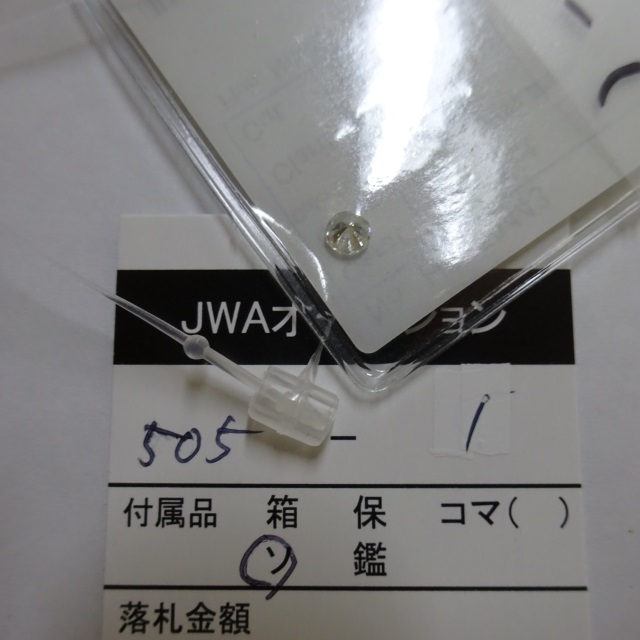 JWAオ ョン
505 - 1
付属品 箱 保 コマ( )
ソ 鑑
落札金額